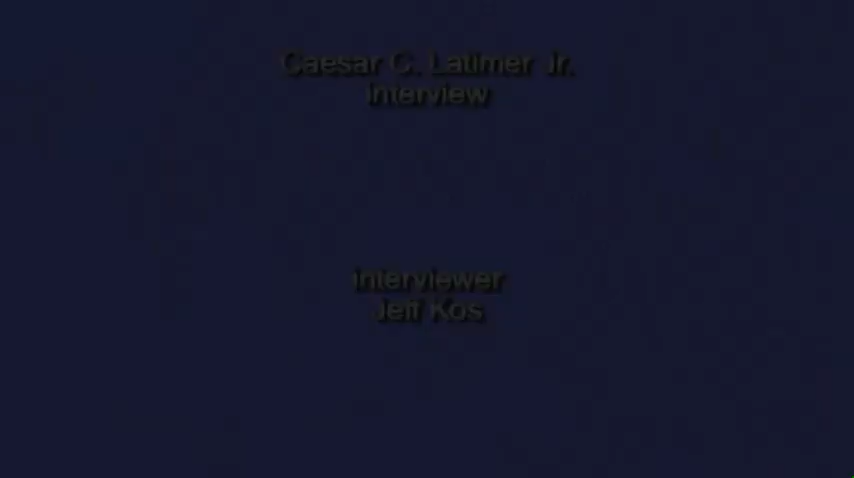 Caesar C. Latimer Jr.
Interview
Interviewer
Jeff Kos